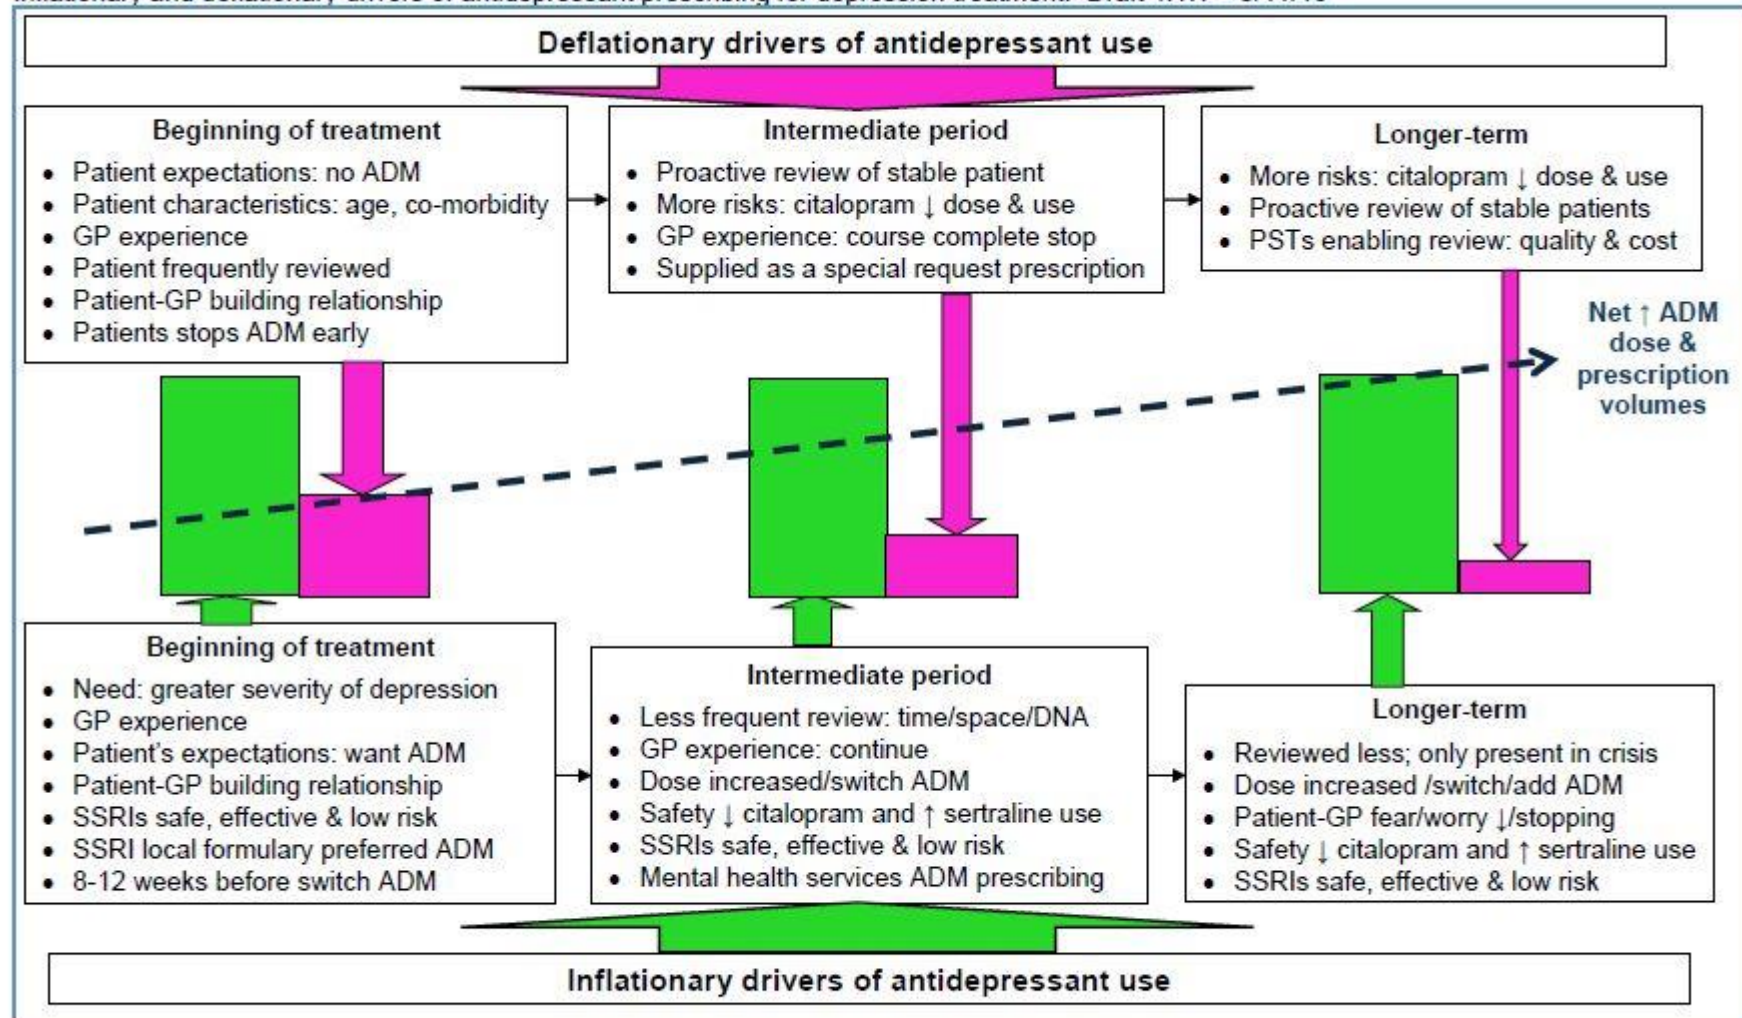 Deflationary drivers of antidepressant use
Beginning of treatment
• Patient expectations: no ADM
• Patient characteristics: age, co-morbidity
• GP experience
• Patient frequently reviewed
• Patient-GP building relationship
• Patients stops ADM early
Intermediate period
• Proactive review of stable patient
• More risks: citalopram ↓ dose & use
• GP experience: course complete stop
• Supplied as a special request prescription
Longer-term
• More risks: citalopram ↓ dose & use
• Proactive review of stable patients
• PSTs enabling review: quality & cost
Net ↑ ADM
dose &
prescription
volumes
Beginning of treatment
• Need: greater severity of depression
• GP experience
• Patient's expectations: want ADM
• Patient-GP building relationship
• SSRIs safe, effective & low risk
• SSRI local formulary preferred ADM
• 8-12 weeks before switch ADM
Intermediate period
• Less frequent review: time/space/DNA
• GP experience: continue
• Dose increased/switch ADM
• Safety ↓ citalopram and ↑ sertraline use
• SSRIs safe, effective & low risk
• Mental health services ADM prescribing
Longer-term
• Reviewed less; only present in crisis
• Dose increased /switch/add ADM
• Patient-GP fear/worry ↓/stopping
• Safety ↓ citalopram and ↑ sertraline use
• SSRIs safe, effective & low risk
Inflationary drivers of antidepressant use